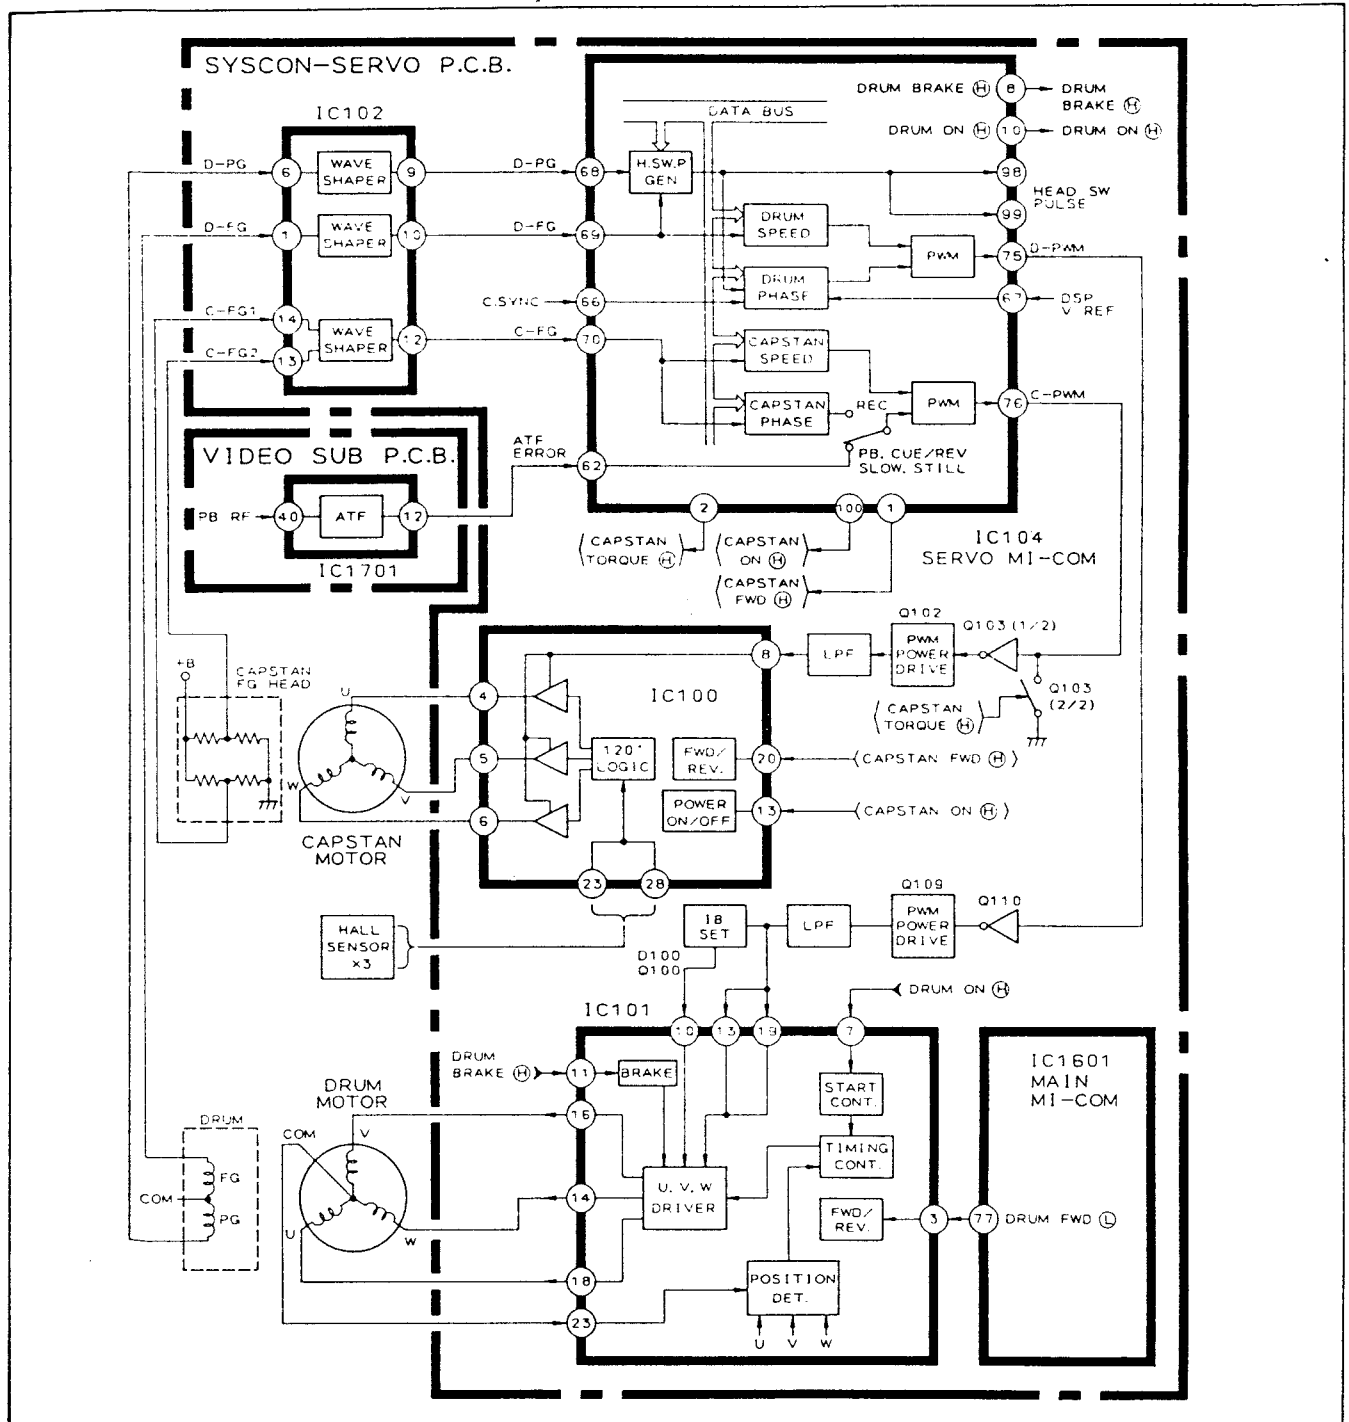 SYSCON-SERVO P.C.B.
IC102
D-PG
6
WAVE
SHAPER
9
D-FG
1
WAVE
SHAPER
10
C-FG1
14
C-FG2
13
WAVE
SHAPER
12
D-PG
68
D-FG
69
C.SYNC
66
C-FG
70
ATF
ERROR
62
DATA BUS
H.SW.P
GEN
DRUM
SPEED
DRUM
PHASE
CAPSTAN
SPEED
CAPSTAN
PHASE
PWM
PWM
REC
PB. CUE/REV
SLOW. STILL
DRUM BRAKE Ⓗ
8
DRUM
BRAKE Ⓗ
DRUM ON Ⓗ
10
DRUM ON Ⓗ
98
HEAD SW
PULSE
99
75
D-PWM
67
DSP
V REF
76
C-PWM
2
100
1
CAPSTAN
TORQUE Ⓗ
CAPSTAN
ON Ⓗ
CAPSTAN
FWD Ⓗ
IC104
SERVO MI-COM
VIDEO SUB P.C.B.
PB RF
40
ATF
12
IC1701
+B
CAPSTAN
FG HEAD
U
W
V
CAPSTAN
MOTOR
4
5
6
8
IC100
120°
LOGIC
FWD/
REV.
20
POWER
ON/OFF
13
23
28
LPF
Q102
PWM
POWER
DRIVE
Q103 (1/2)
Q103
(2/2)
CAPSTAN
TORQUE Ⓗ
CAPSTAN FWD Ⓗ
CAPSTAN ON Ⓗ
HALL
SENSOR
×3
IB
SET
D100
Q100
LPF
Q109
PWM
POWER
DRIVE
Q110
DRUM ON Ⓗ
IC101
10
13
19
7
DRUM
BRAKE Ⓗ
11
BRAKE
START
CONT.
TIMING
CONT.
16
14
18
23
U, V, W
DRIVER
FWD/
REV.
3
POSITION
DET.
U V W
IC1601
MAIN
MI-COM
77
DRUM FWD Ⓛ
DRUM
MOTOR
COM
V
U
W
DRUM
FG
COM
PG